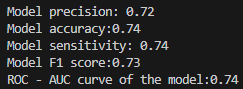 Model precision: 0.72
Model accuracy:0.74
Model sensitivity: 0.74
Model F1 score:0.73
ROC - AUC curve of the model:0.74